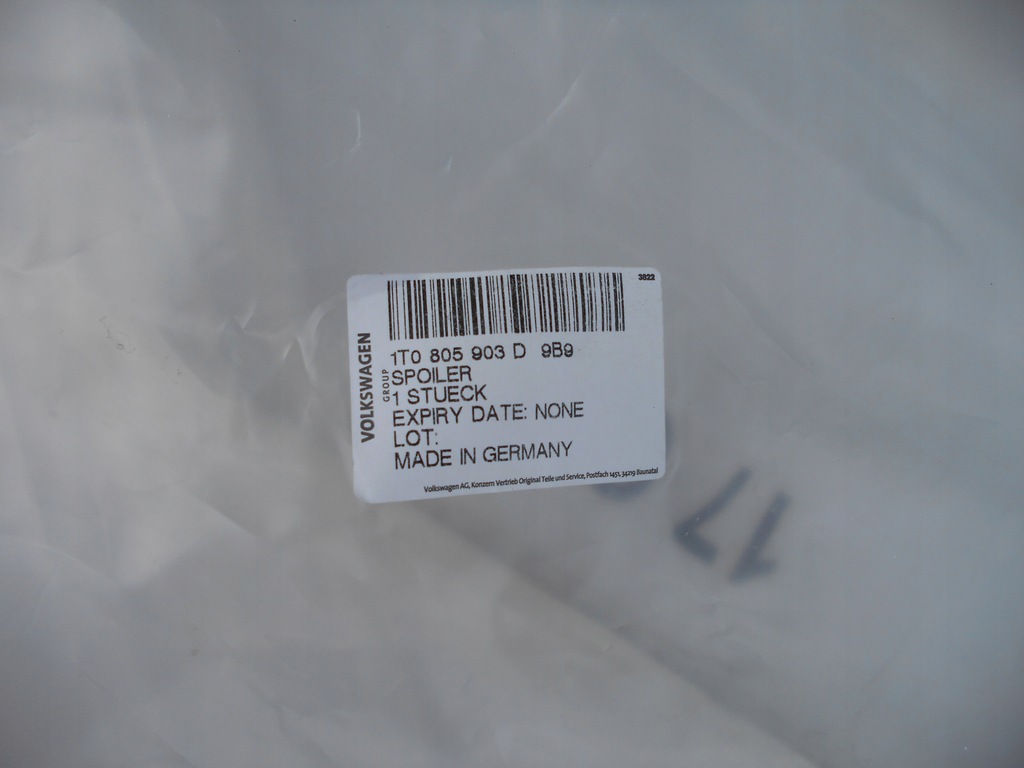 3822
VOLKSWAGEN
GROUP
1T0 805 903 D 9B9
SPOILER
1 STUECK
EXPIRY DATE: NONE
LOT:
MADE IN GERMANY
Volkswagen AG, Konzern Vertrieb Original Teile und Service, Postfach 1451, 34219 Baunatal